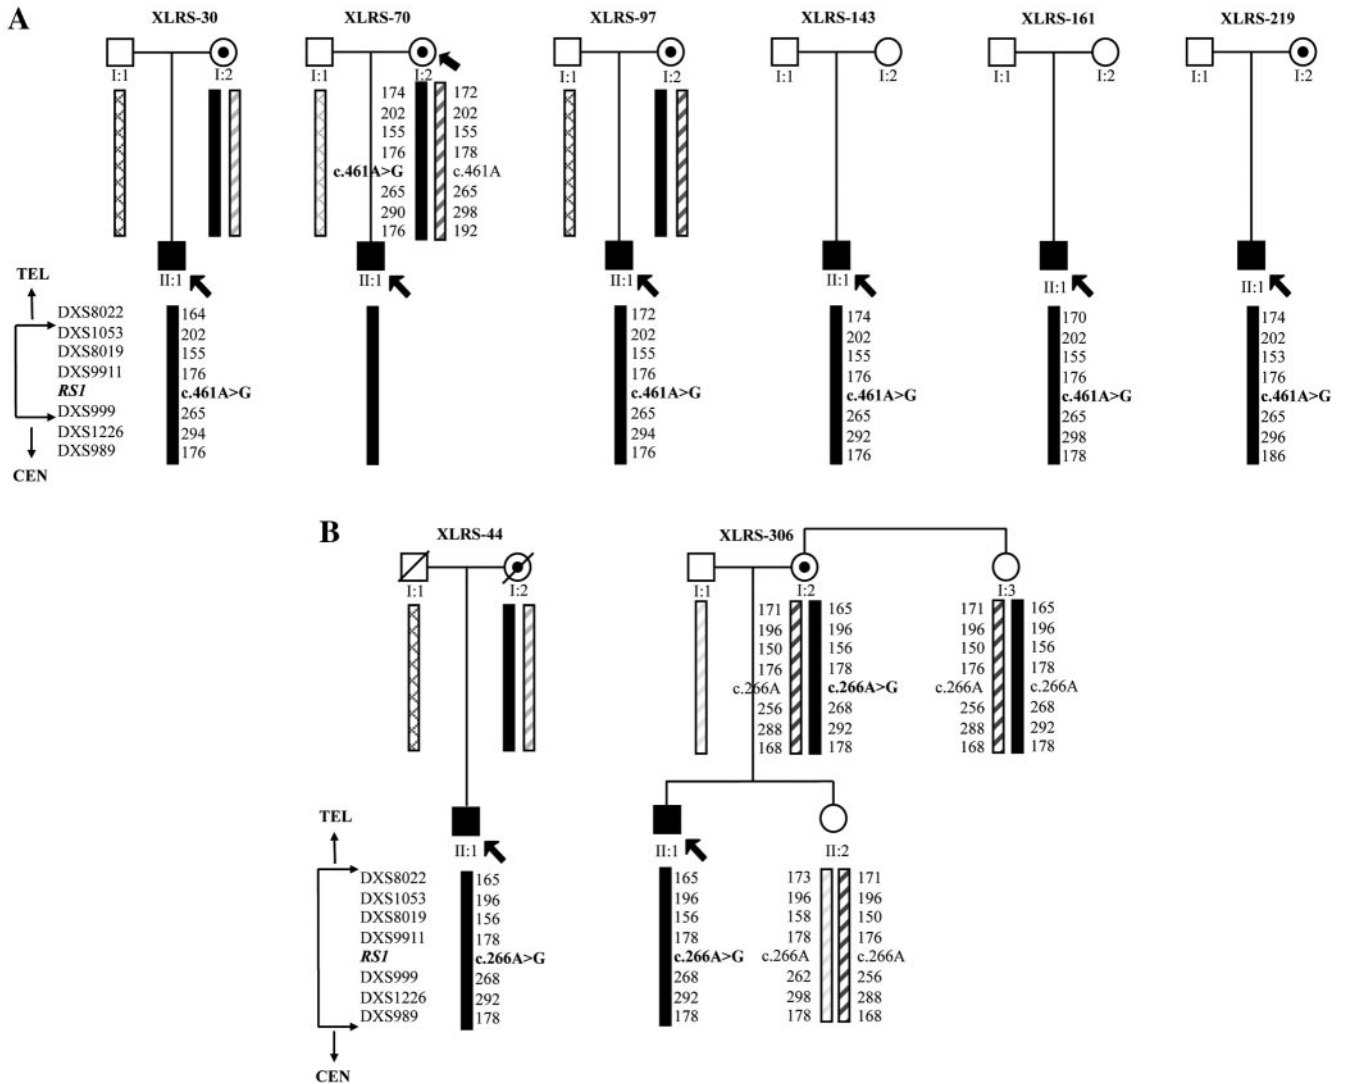 A
XLRS-30 XLRS-70 XLRS-97 XLRS-143 XLRS-161 XLRS-219
I:1 I:2 I:1 I:2 I:1 I:2 I:1 I:2 I:1 I:2 I:1 I:2
174 172
202 202
155 155
176 178
c.461A>G c.461A
265 265
290 298
176 192
II:1 II:1 II:1 II:1 II:1 II:1
TEL
DXS8022 164 172 174 170 174
DXS1053 202 202 202 202 202
DXS8019 155 155 155 155 153
DXS9911 176 176 176 176 176
RS1 c.461A>G c.461A>G c.461A>G c.461A>G c.461A>G
DXS999 265 265 265 265 265
DXS1226 294 294 292 298 296
DXS989 176 176 176 178 186
CEN
B
XLRS-44 XLRS-306
I:1 I:2 I:1 I:2 I:3
171 165 171 165
196 196 196 196
150 156 150 156
176 178 176 178
c.266A c.266A>G c.266A c.266A
256 268 256 268
288 292 288 292
168 178 168 178
TEL
II:1 II:1 II:2
DXS8022 165 165 173 171
DXS1053 196 196 196 196
DXS8019 156 156 158 150
DXS9911 178 178 178 176
RS1 c.266A>G c.266A>G c.266A c.266A
DXS999 268 268 262 256
DXS1226 292 292 298 288
DXS989 178 178 178 168
CEN